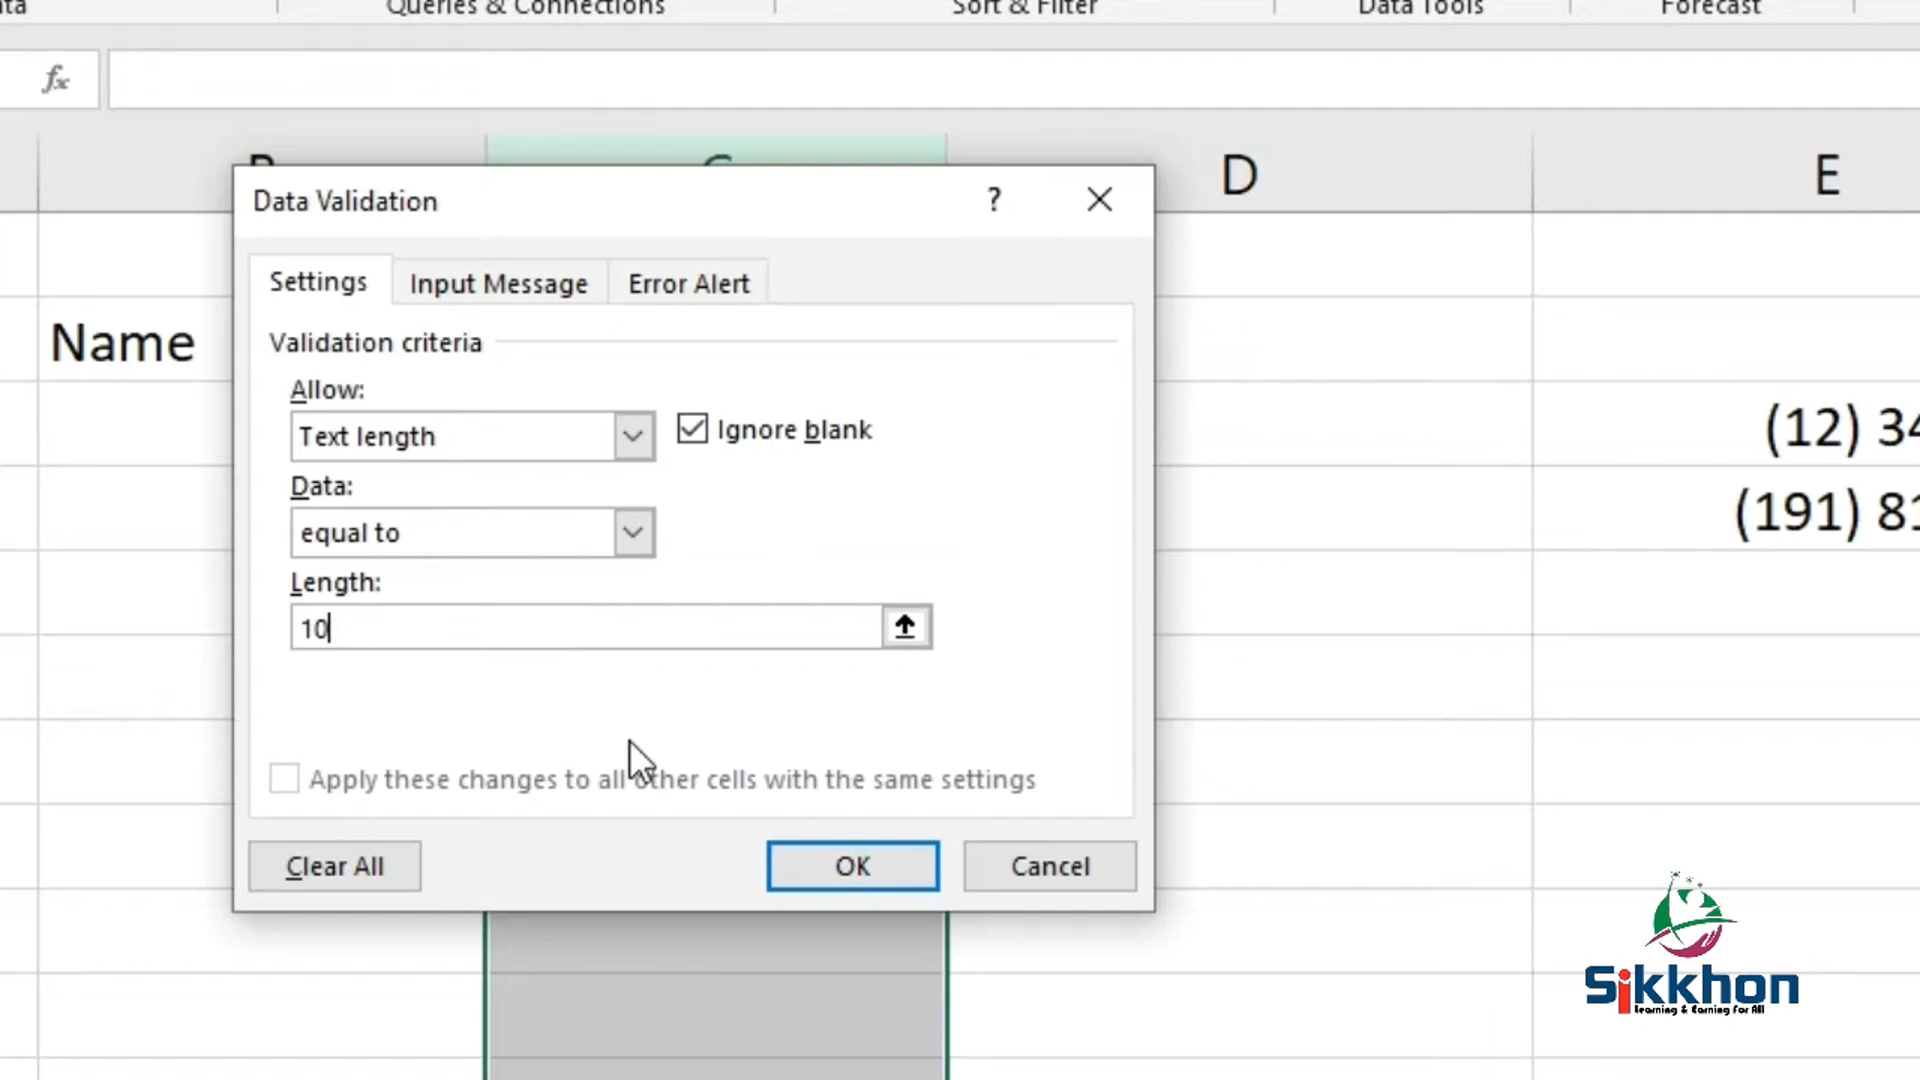 ta
Queries & Connections
Sort & Filter
Data Tools
Forecast
fx
B
C
D
E
Data Validation
?
Settings
Input Message
Error Alert
Name
Validation criteria
Allow:
Text length
Ignore blank
(12) 34
Data:
equal to
(191) 81
Length:
10
Apply these changes to all other cells with the same settings
Clear All
OK
Cancel
Sikkhon
Learning & Earning For All